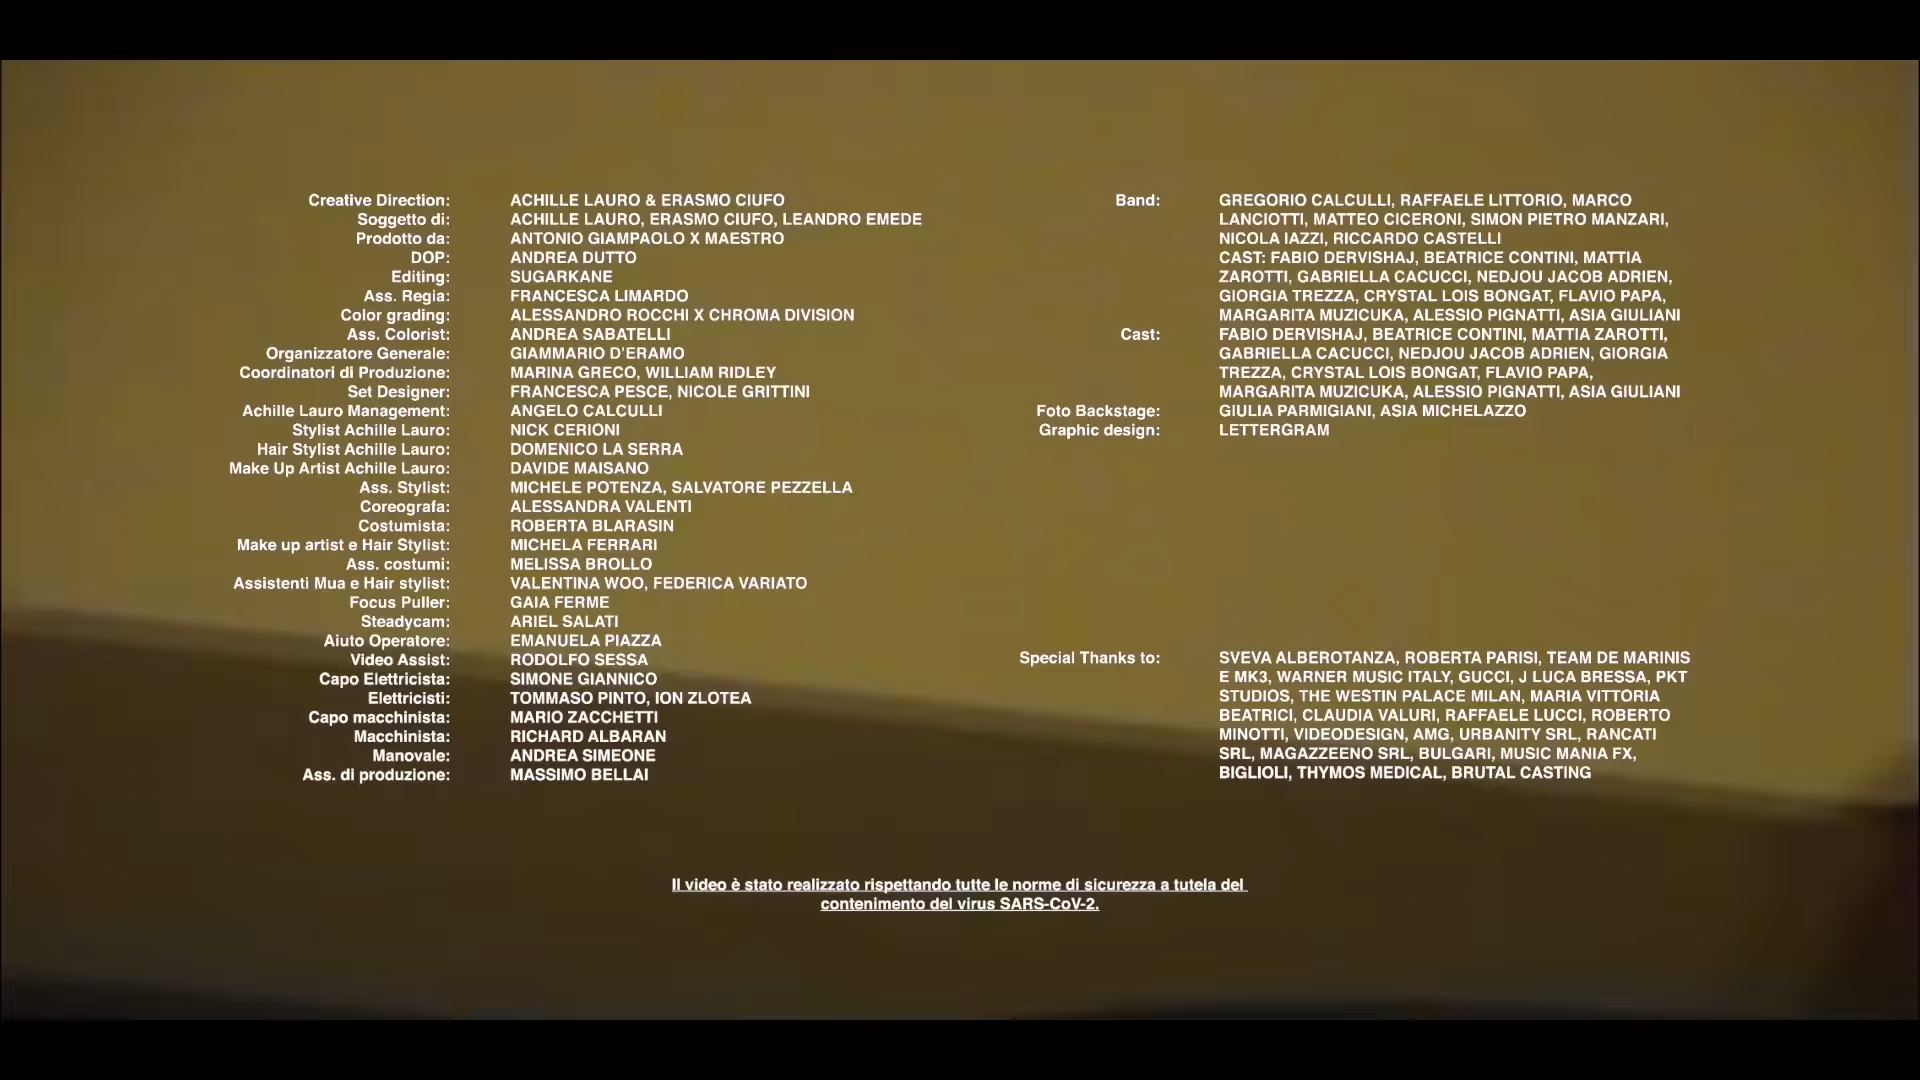 Creative Direction: ACHILLE LAURO & ERASMO CIUFO
Soggetto di: ACHILLE LAURO, ERASMO CIUFO, LEANDRO EMEDE
Prodotto da: ANTONIO GIAMPAOLO X MAESTRO
DOP: ANDREA DUTTO
Editing: SUGARKANE
Ass. Regia: FRANCESCA LIMARDO
Color grading: ALESSANDRO ROCCHI X CHROMA DIVISION
Ass. Colorist: ANDREA SABATELLI
Organizzatore Generale: GIAMMARIO D'ERAMO
Coordinatori di Produzione: MARINA GRECO, WILLIAM RIDLEY
Set Designer: FRANCESCA PESCE, NICOLE GRITTINI
Achille Lauro Management: ANGELO CALCULLI
Stylist Achille Lauro: NICK CERIONI
Hair Stylist Achille Lauro: DOMENICO LA SERRA
Make Up Artist Achille Lauro: DAVIDE MAISANO
Ass. Stylist: MICHELE POTENZA, SALVATORE PEZZELLA
Coreografa: ALESSANDRA VALENTI
Costumista: ROBERTA BLARASIN
Make up artist e Hair Stylist: MICHELA FERRARI
Ass. costumi: MELISSA BROLLO
Assistenti Mua e Hair stylist: VALENTINA WOO, FEDERICA VARIATO
Focus Puller: GAIA FERME
Steadycam: ARIEL SALATI
Aiuto Operatore: EMANUELA PIAZZA
Video Assist: RODOLFO SESSA
Capo Elettricista: SIMONE GIANNICO
Elettricisti: TOMMASO PINTO, ION ZLOTEA
Capo macchinista: MARIO ZACCHETTI
Macchinista: RICHARD ALBARAN
Manovale: ANDREA SIMEONE
Ass. di produzione: MASSIMO BELLAI
Band: GREGORIO CALCULLI, RAFFAELE LITTORIO, MARCO
LANCIOTTI, MATTEO CICERONI, SIMON PIETRO MANZARI,
NICOLA IAZZI, RICCARDO CASTELLI
CAST: FABIO DERVISHAJ, BEATRICE CONTINI, MATTIA
ZAROTTI, GABRIELLA CACUCCI, NEDJOU JACOB ADRIEN,
GIORGIA TREZZA, CRYSTAL LOIS BONGAT, FLAVIO PAPA,
MARGARITA MUZICUKA, ALESSIO PIGNATTI, ASIA GIULIANI
Cast: FABIO DERVISHAJ, BEATRICE CONTINI, MATTIA ZAROTTI,
GABRIELLA CACUCCI, NEDJOU JACOB ADRIEN, GIORGIA
TREZZA, CRYSTAL LOIS BONGAT, FLAVIO PAPA,
MARGARITA MUZICUKA, ALESSIO PIGNATTI, ASIA GIULIANI
Foto Backstage: GIULIA PARMIGIANI, ASIA MICHELAZZO
Graphic design: LETTERGRAM
Special Thanks to: SVEVA ALBEROTANZA, ROBERTA PARISI, TEAM DE MARINIS
E MK3, WARNER MUSIC ITALY, GUCCI, J LUCA BRESSA, PKT
STUDIOS, THE WESTIN PALACE MILAN, MARIA VITTORIA
BEATRICI, CLAUDIA VALURI, RAFFAELE LUCCI, ROBERTO
MINOTTI, VIDEODESIGN, AMG, URBANITY SRL, RANCATI
SRL, MAGAZZEENO SRL, BULGARI, MUSIC MANIA FX,
BIGLIOLI, THYMOS MEDICAL, BRUTAL CASTING
Il video è stato realizzato rispettando tutte le norme di sicurezza a tutela del
contenimento del virus SARS-CoV-2.